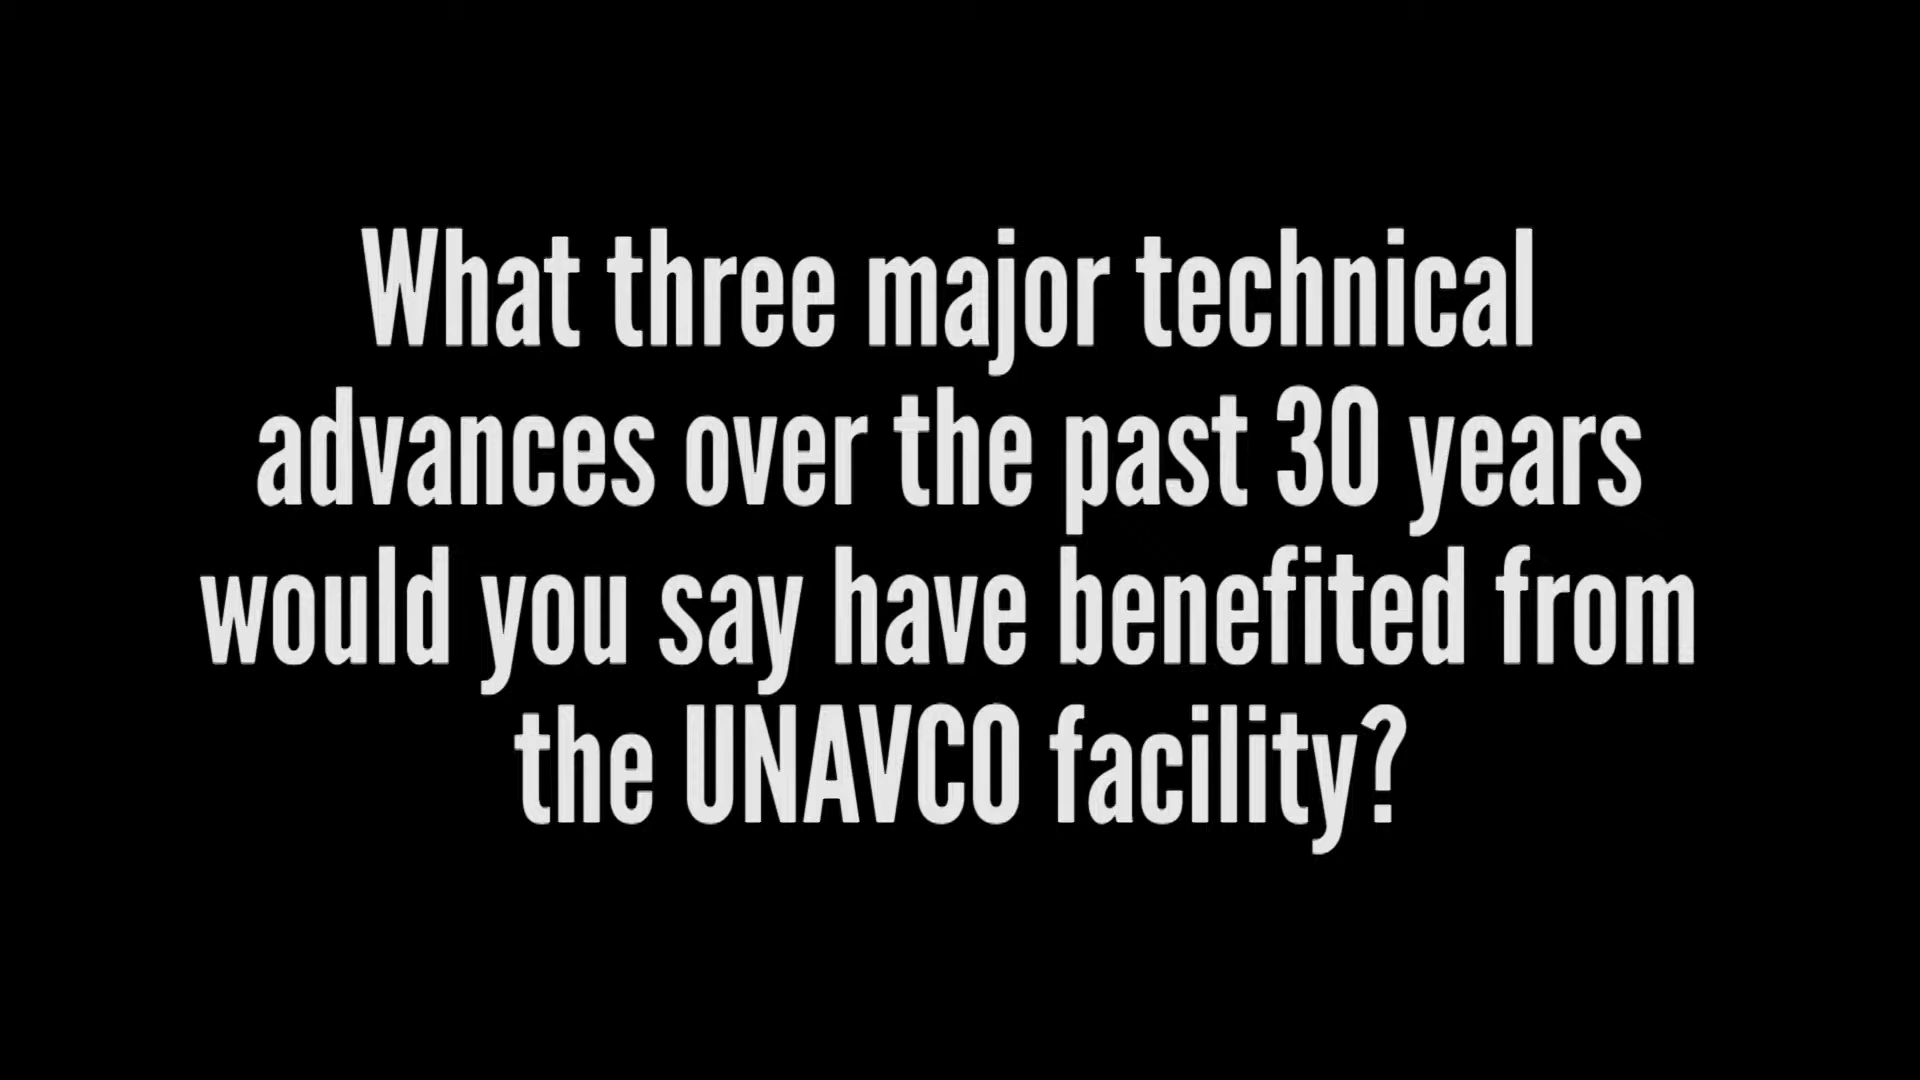 What three major technical
advances over the past 30 years
would you say have benefited from
the UNAVCO facility?